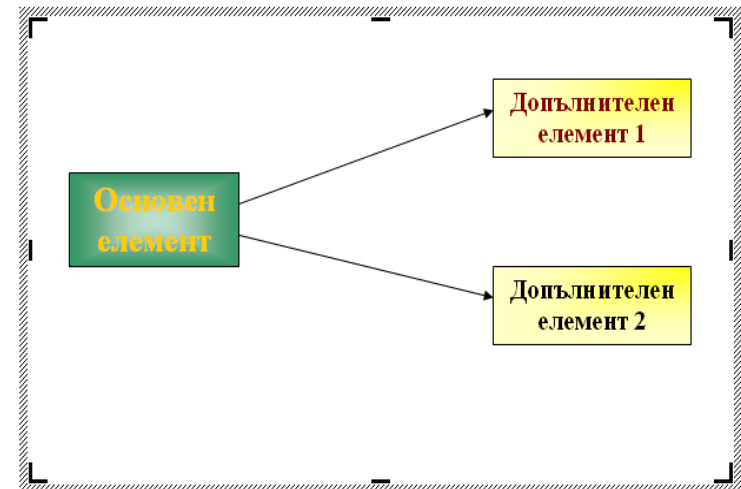 Основен
елемент
Допълнителен
елемент 1
Допълнителен
елемент 2